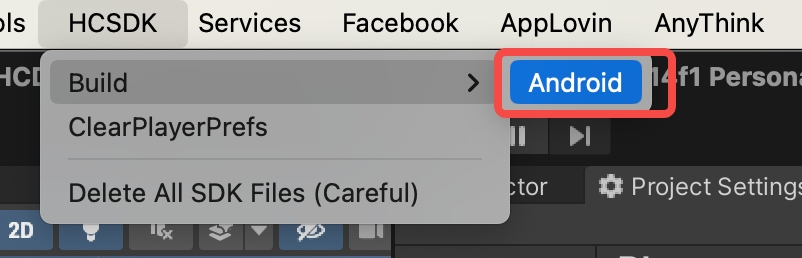 ols HCSDK Services Facebook AppLovin AnyThink
HCD
Build Android 14f1 Persona
ClearPlayerPrefs
ctor Project Settings
Delete All SDK Files (Careful)
2D